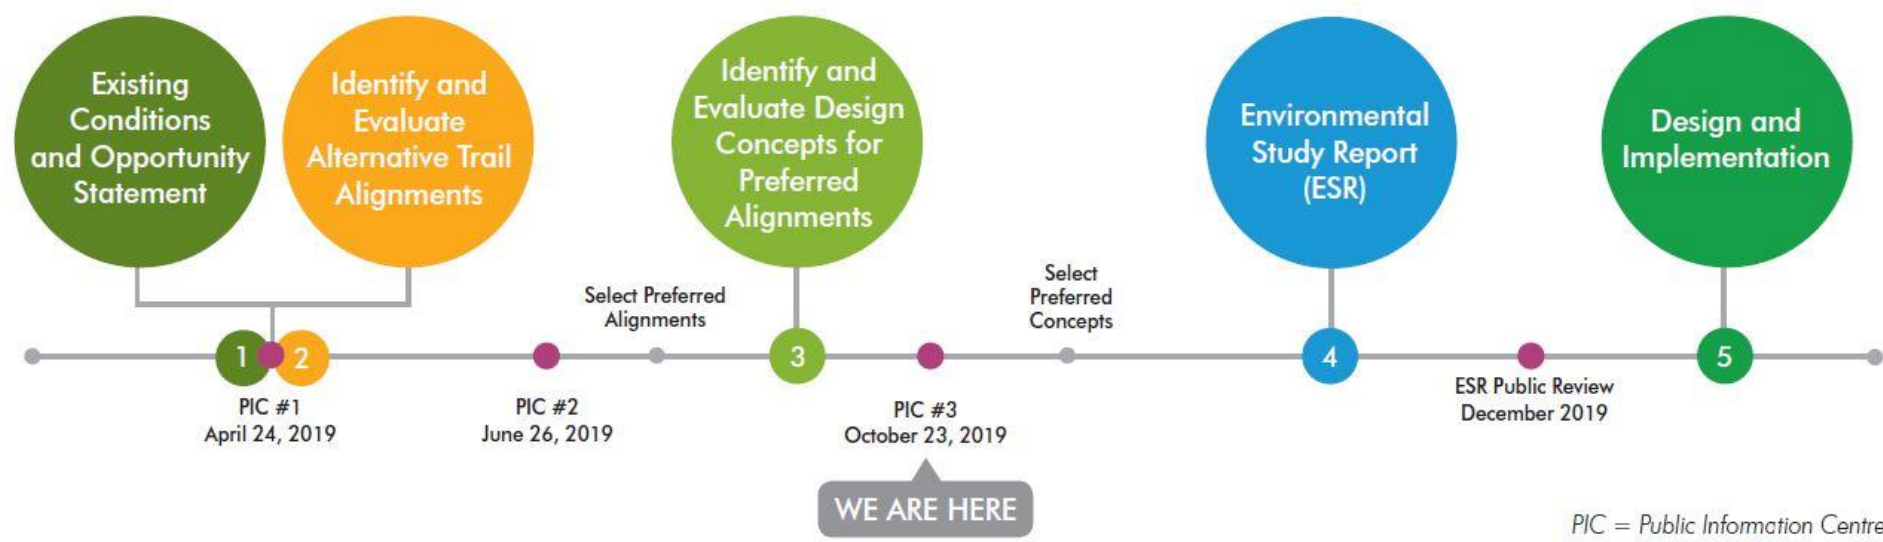 Existing
Conditions
and Opportunity
Statement
Identify and
Evaluate
Alternative Trail
Alignments
Identify and
Evaluate Design
Concepts for
Preferred
Alignments
Environmental
Study Report
(ESR)
Design and
Implementation
Select Preferred
Alignments
Select
Preferred
Concepts
1
2
3
4
5
PIC #1
April 24, 2019
PIC #2
June 26, 2019
PIC #3
October 23, 2019
ESR Public Review
December 2019
WE ARE HERE
PIC = Public Information Centre